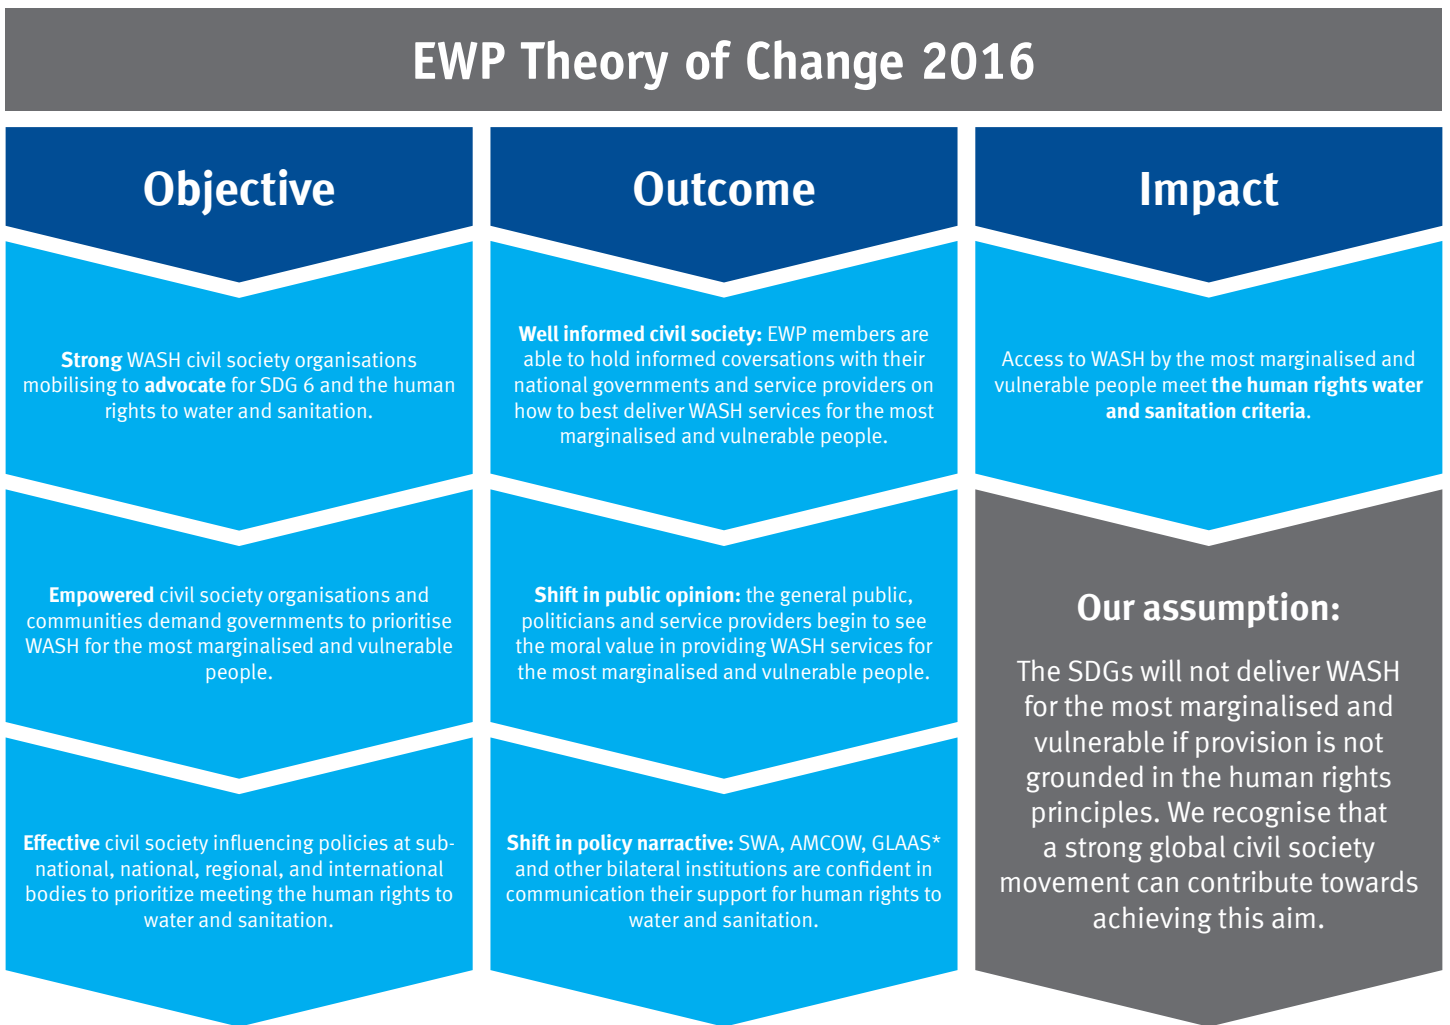 EWP Theory of Change 2016
Objective
Strong WASH civil society organisations
mobilising to advocate for SDG 6 and the human
rights to water and sanitation.
Empowered civil society organisations and
communities demand governments to prioritise
WASH for the most marginalised and vulnerable
people.
Effective civil society influencing policies at sub-
national, national, regional, and international
bodies to prioritize meeting the human rights to
water and sanitation.
Outcome
Well informed civil society: EWP members are
able to hold informed coversations with their
national governments and service providers on
how to best deliver WASH services for the most
marginalised and vulnerable people.
Shift in public opinion: the general public,
politicians and service providers begin to see
the moral value in providing WASH services for
the most marginalised and vulnerable people.
Shift in policy narractive: SWA, AMCOW, GLAAS*
and other bilateral institutions are confident in
communication their support for human rights to
water and sanitation.
Impact
Access to WASH by the most marginalised and
vulnerable people meet the human rights water
and sanitation criteria.
Our assumption:
The SDGs will not deliver WASH
for the most marginalised and
vulnerable if provision is not
grounded in the human rights
principles. We recognise that
a strong global civil society
movement can contribute towards
achieving this aim.